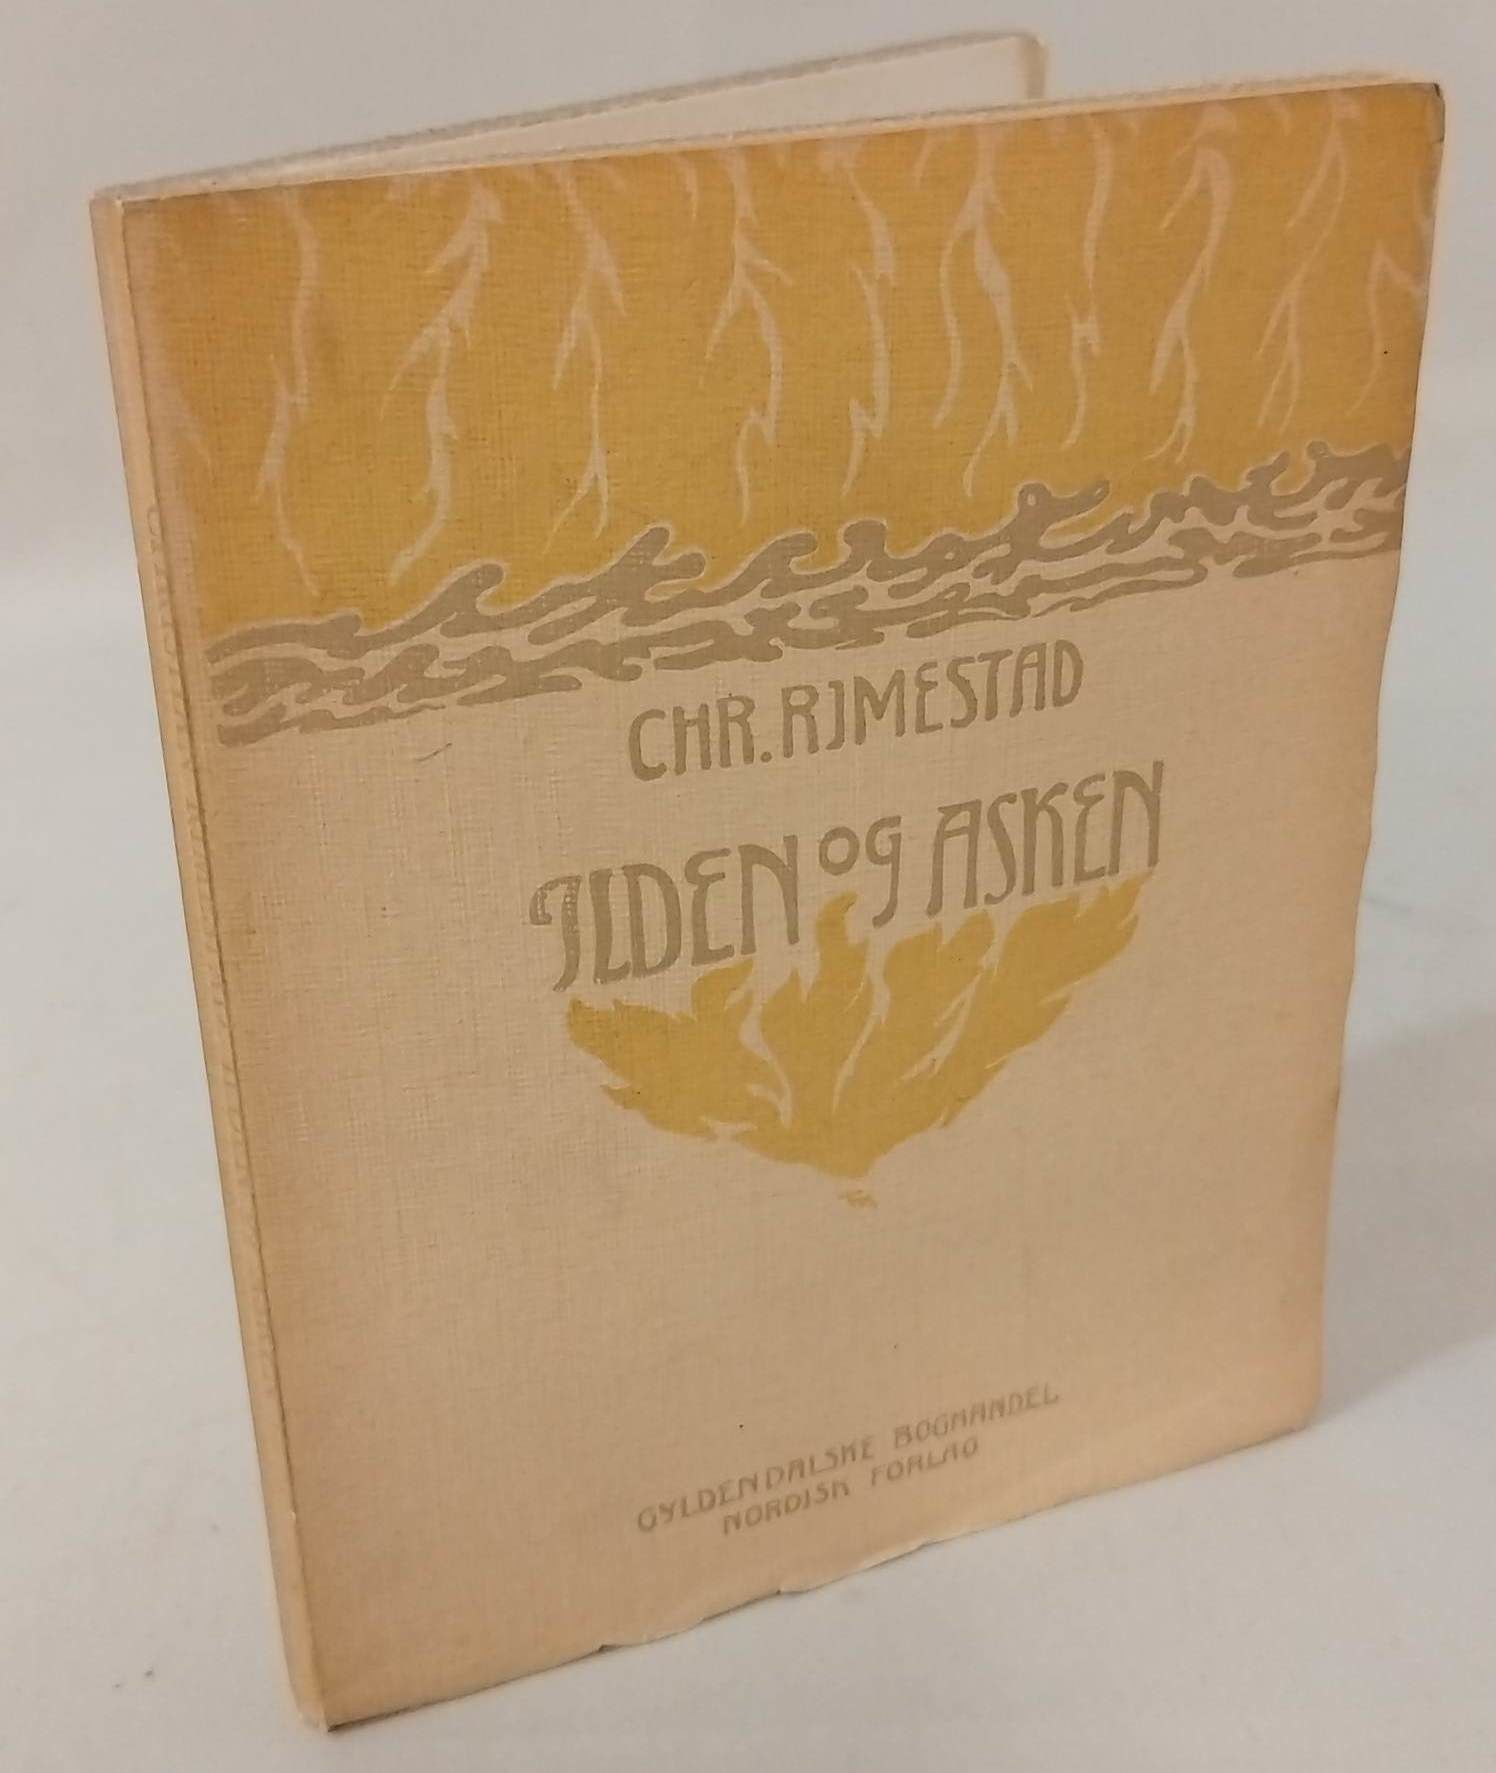 CHR. RIMESTAD
ILDEN OG ASKEN
GYLDENDALSKE BOGHANDEL
NORDISK FORLAG